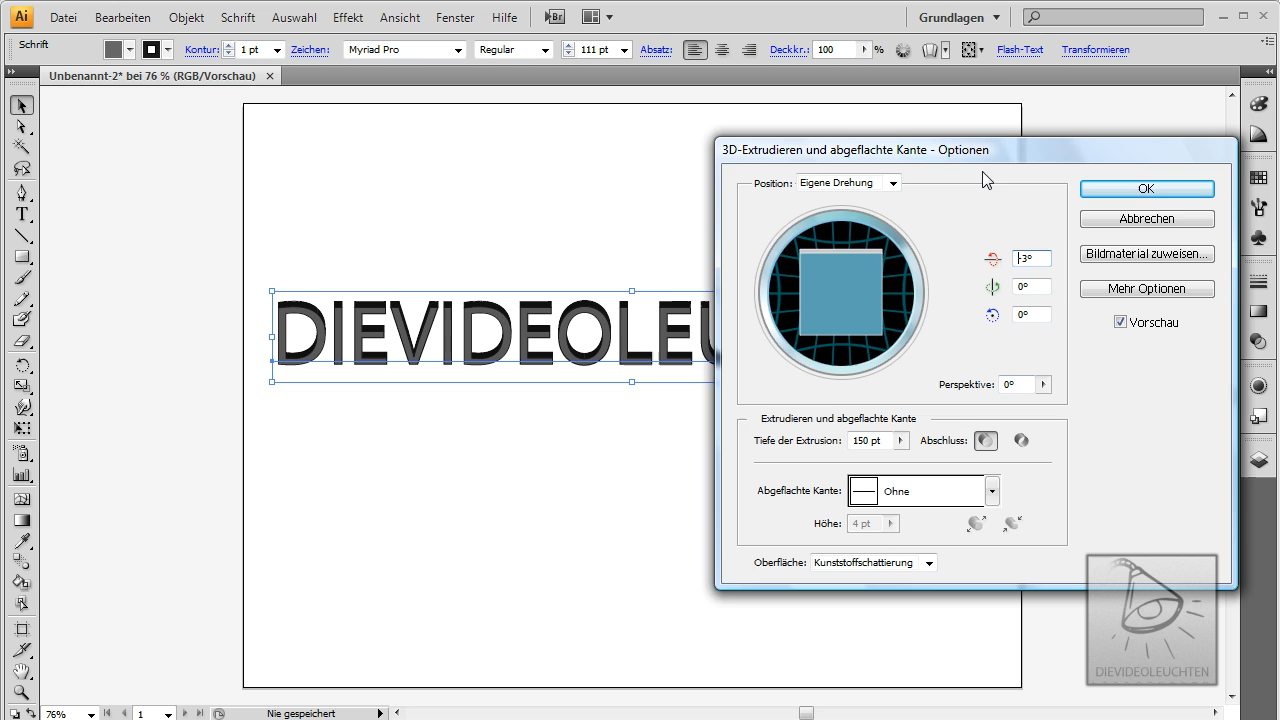 Ai Datei Bearbeiten Objekt Schrift Auswahl Effekt Ansicht Fenster Hilfe Br Grundlagen
Schrift Kontur: 1 pt Zeichen: Myriad Pro Regular 111 pt Absatz: Deckkr.: 100 % Flash-Text Transformieren
Unbenannt-2* bei 76 % (RGB/Vorschau) ×
3D-Extrudieren und abgeflachte Kante - Optionen
Position: Eigene Drehung
OK
Abbrechen
Bildmaterial zuweisen...
-3°
0°
Mehr Optionen
0°
Vorschau
DIEVIDEOLEU
Perspektive: 0°
Extrudieren und abgeflachte Kante
Tiefe der Extrusion: 150 pt Abschluss:
Abgeflachte Kante: Ohne
Höhe: 4 pt
Oberfläche: Kunststoffschattierung
DIEVIDEOLEUCHTEN
76% 1 Nie gespeichert